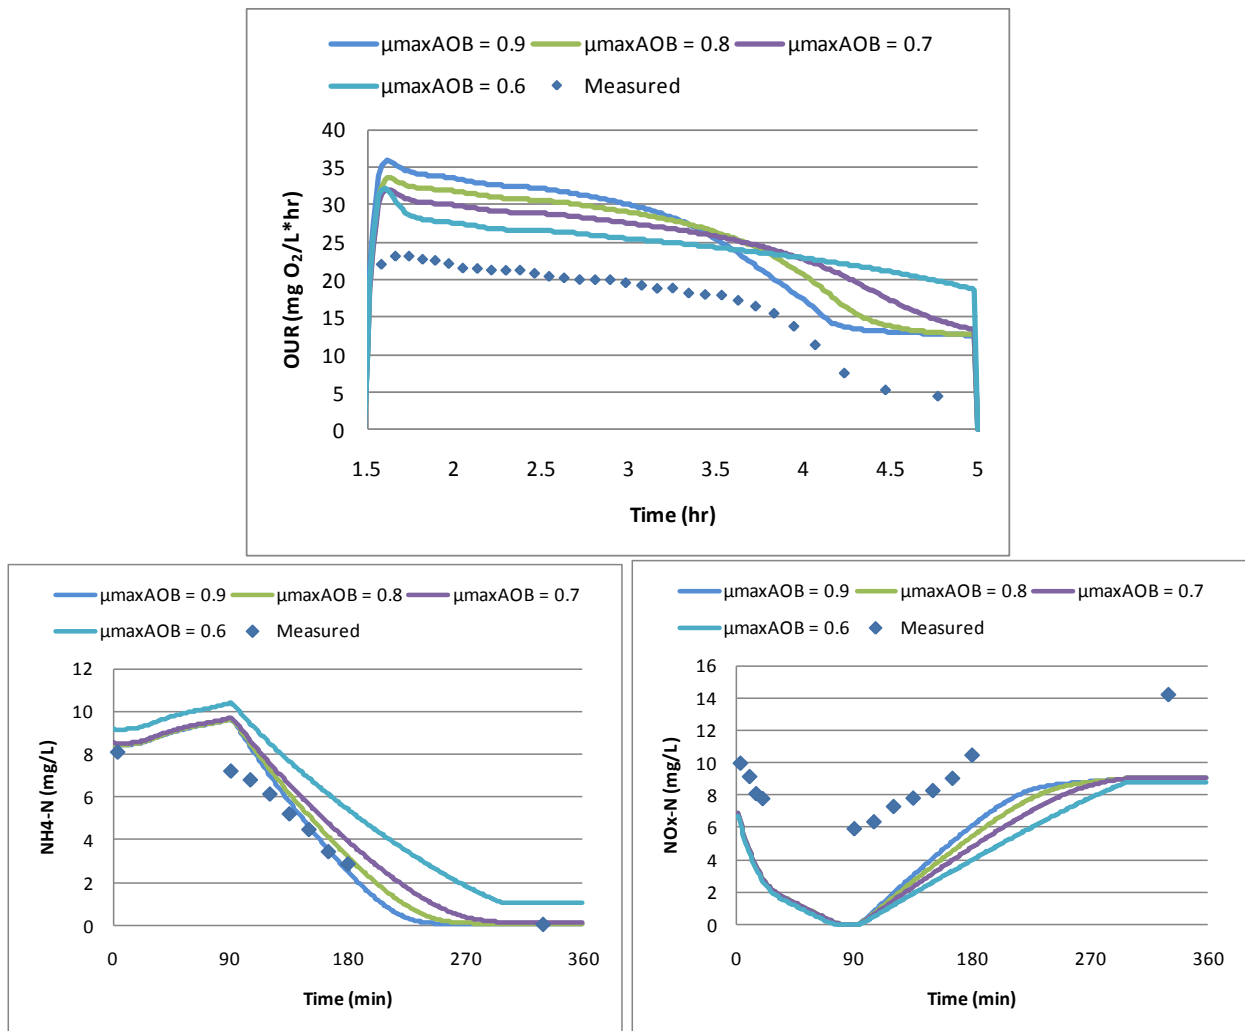 µmaxAOB = 0.9 µmaxAOB = 0.8 µmaxAOB = 0.7
µmaxAOB = 0.6 Measured
OUR (mg O₂/L*hr)
40
35
30
25
20
15
10
5
0
1.5 2 2.5 3 3.5 4 4.5 5
Time (hr)
µmaxAOB = 0.9 µmaxAOB = 0.8 µmaxAOB = 0.7
µmaxAOB = 0.6 Measured
NH4-N (mg/L)
12
10
8
6
4
2
0
0 90 180 270 360
Time (min)
µmaxAOB = 0.9 µmaxAOB = 0.8 µmaxAOB = 0.7
µmaxAOB = 0.6 Measured
NOx-N (mg/L)
16
14
12
10
8
6
4
2
0
0 90 180 270 360
Time (min)